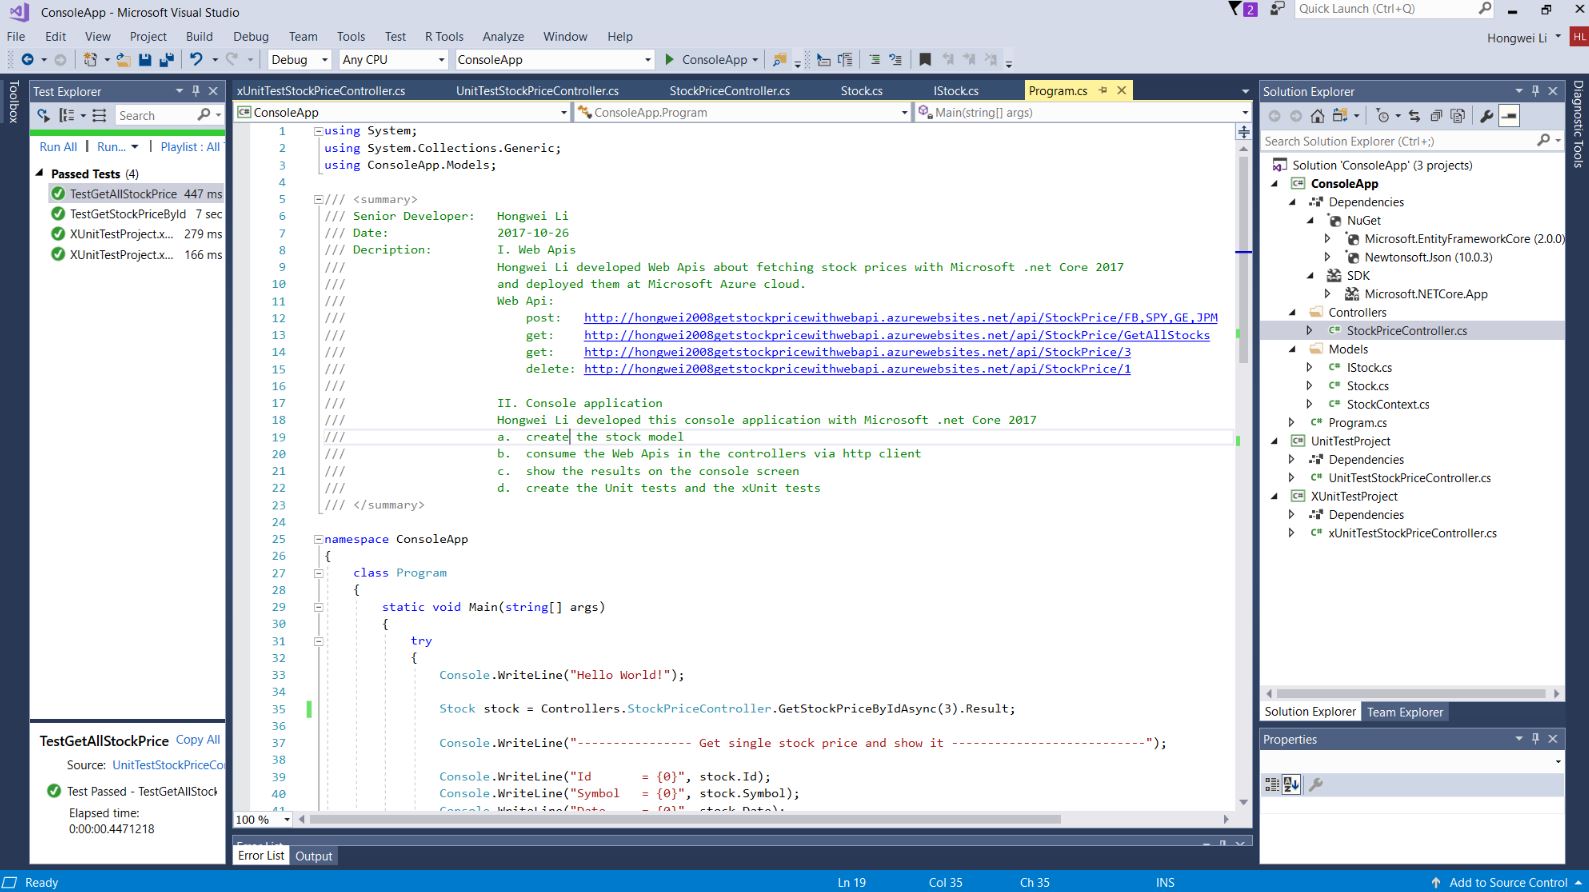 ConsoleApp - Microsoft Visual Studio
2
Quick Launch (Ctrl+Q)
File Edit View Project Build Debug Team Tools Test R Tools Analyze Window Help
Hongwei Li
HL
Debug Any CPU ConsoleApp ConsoleApp
Toolbox
Test Explorer
Search
Run All | Run... | Playlist : All
Passed Tests (4)
TestGetAllStockPrice 447 ms
TestGetStockPriceById 7 sec
XUnitTestProject.x... 279 ms
XUnitTestProject.x... 166 ms
TestGetAllStockPrice Copy All
Source: UnitTestStockPriceCo
Test Passed - TestGetAllStock
Elapsed time:
0:00:00.4471218
xUnitTestStockPriceController.cs UnitTestStockPriceController.cs StockPriceController.cs Stock.cs IStock.cs Program.cs
ConsoleApp ConsoleApp.Program Main(string[] args)
1 using System;
2 using System.Collections.Generic;
3 using ConsoleApp.Models;
4
5 /// <summary>
6 /// Senior Developer: Hongwei Li
7 /// Date: 2017-10-26
8 /// Decription: I. Web Apis
9 /// Hongwei Li developed Web Apis about fetching stock prices with Microsoft .net Core 2017
10 /// and deployed them at Microsoft Azure cloud.
11 /// Web Api:
12 /// post: http://hongwei2008getstockpricewithwebapi.azurewebsites.net/api/StockPrice/FB,SPY,GE,JPM
13 /// get: http://hongwei2008getstockpricewithwebapi.azurewebsites.net/api/StockPrice/GetAllStocks
14 /// get: http://hongwei2008getstockpricewithwebapi.azurewebsites.net/api/StockPrice/3
15 /// delete: http://hongwei2008getstockpricewithwebapi.azurewebsites.net/api/StockPrice/1
16 ///
17 /// II. Console application
18 /// Hongwei Li developed this console application with Microsoft .net Core 2017
19 /// a. create the stock model
20 /// b. consume the Web Apis in the controllers via http client
21 /// c. show the results on the console screen
22 /// d. create the Unit tests and the xUnit tests
23 /// </summary>
24
25 namespace ConsoleApp
26 {
27 class Program
28 {
29 static void Main(string[] args)
30 {
31 try
32 {
33 Console.WriteLine("Hello World!");
34
35 Stock stock = Controllers.StockPriceController.GetStockPriceByIdAsync(3).Result;
36
37 Console.WriteLine("---------------- Get single stock price and show it ---------------------------");
38
39 Console.WriteLine("Id = {0}", stock.Id);
40 Console.WriteLine("Symbol = {0}", stock.Symbol);
41 Console.WriteLine("Date = {0}", stock.Date);
100 %
Error List
Error List Output
Solution Explorer
Search Solution Explorer (Ctrl+;)
Solution 'ConsoleApp' (3 projects)
ConsoleApp
Dependencies
NuGet
Microsoft.EntityFrameworkCore (2.0.0)
Newtonsoft.Json (10.0.3)
SDK
Microsoft.NETCore.App
Controllers
StockPriceController.cs
Models
IStock.cs
Stock.cs
StockContext.cs
Program.cs
UnitTestProject
Dependencies
UnitTestStockPriceController.cs
XUnitTestProject
Dependencies
xUnitTestStockPriceController.cs
Solution Explorer Team Explorer
Properties
Diagnostic Tools
Ready Ln 19 Col 35 Ch 35 INS Add to Source Control